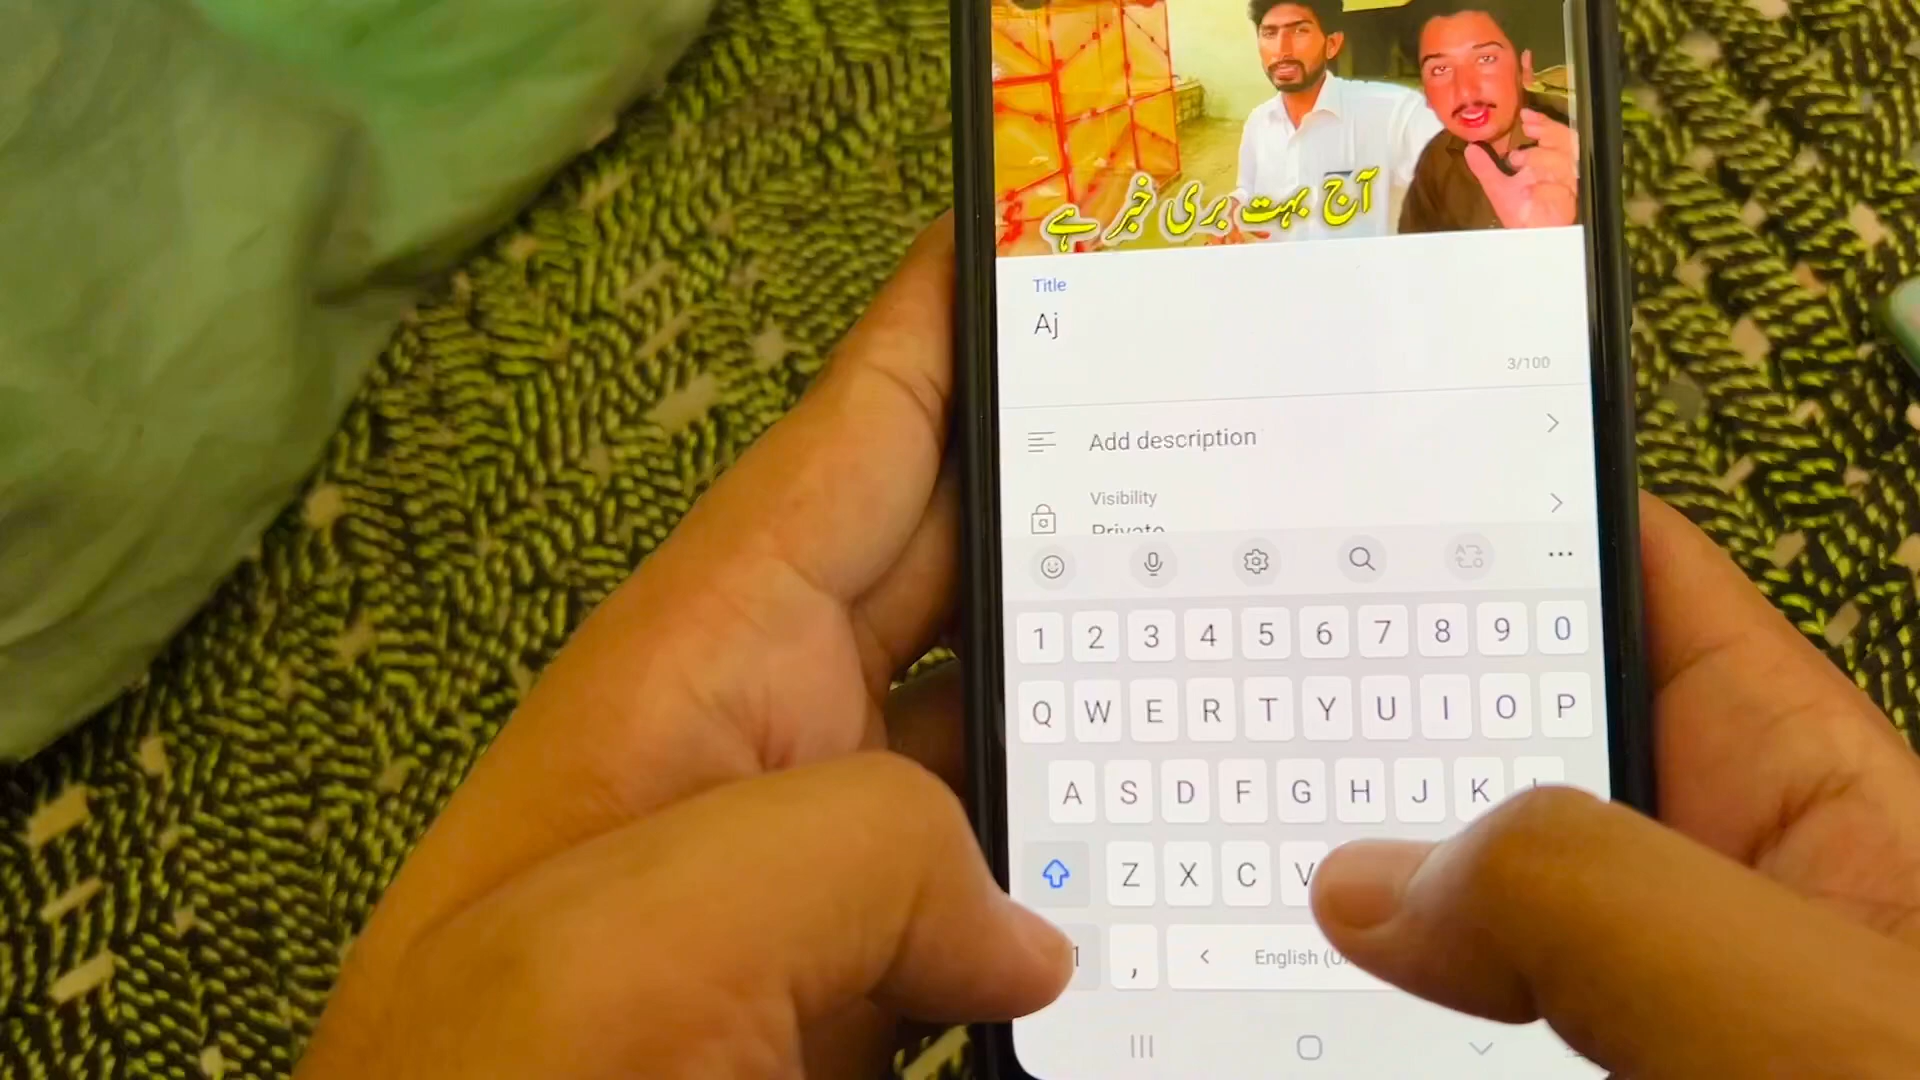 آج بہت بری خبر ہے
Title
Aj
3/100
Add description
Visibility
Private
1 2 3 4 5 6 7 8 9 0
Q W E R T Y U I O P
A S D F G H J K
Z X C V
, < English